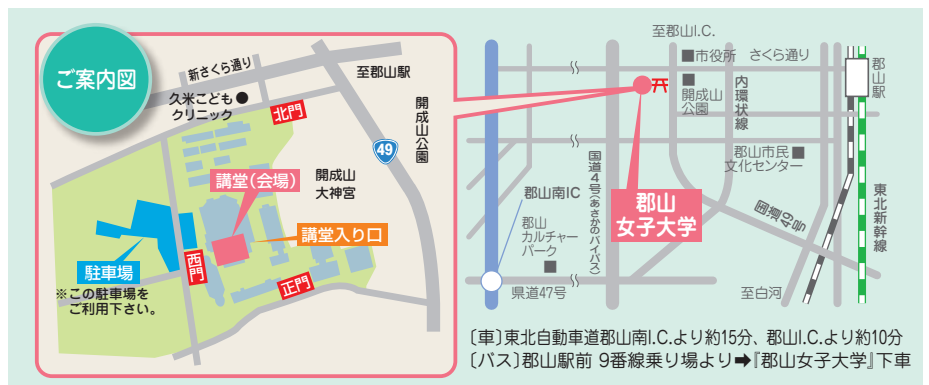 ご案内図
新さくら通り
至郡山駅
久米こども
クリニック
北門
開成山公園
49
開成山
大神宮
講堂(会場)
講堂入り口
駐車場
西門
正門
※この駐車場を
ご利用下さい。
至郡山I.C.
市役所
さくら通り
郡山駅
開成山
公園
内環状線
郡山市民
文化センター
国道4号(あさかのバイパス)
郡山
女子大学
郡山南IC
郡山
カルチャー
パーク
国道49号
東北新幹線
県道47号
至白河
〔車〕東北自動車道郡山南I.C.より約15分、郡山I.C.より約10分
〔バス〕郡山駅前 9番線乗り場より➡『郡山女子大学』下車